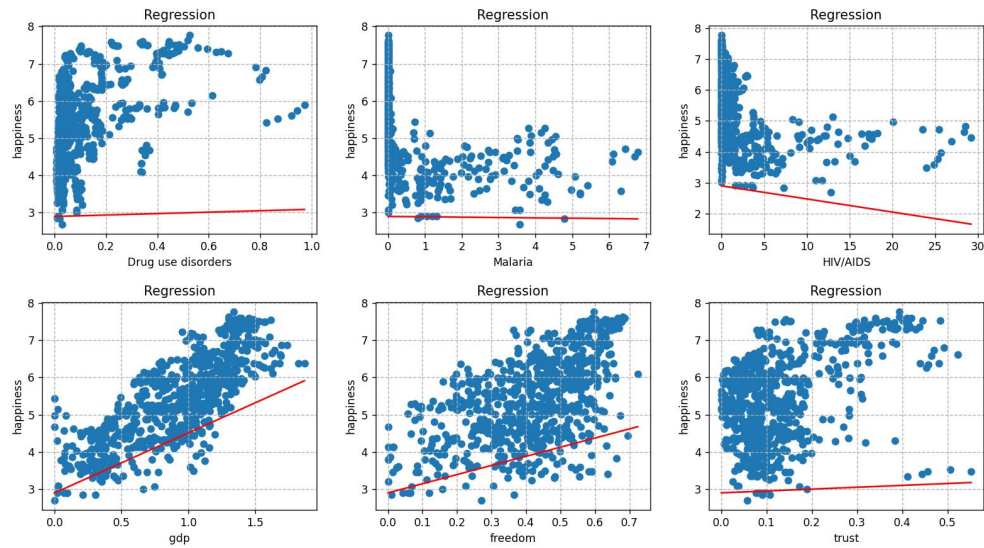 Regression
8
7
6
5
4
3
happiness
0.0 0.2 0.4 0.6 0.8 1.0
Drug use disorders
Regression
8
7
6
5
4
3
happiness
0 1 2 3 4 5 6 7
Malaria
Regression
8
7
6
5
4
3
2
happiness
0 5 10 15 20 25 30
HIV/AIDS
Regression
8
7
6
5
4
3
happiness
0.0 0.5 1.0 1.5
gdp
Regression
8
7
6
5
4
3
happiness
0.0 0.1 0.2 0.3 0.4 0.5 0.6 0.7
freedom
Regression
8
7
6
5
4
3
happiness
0.0 0.1 0.2 0.3 0.4 0.5
trust